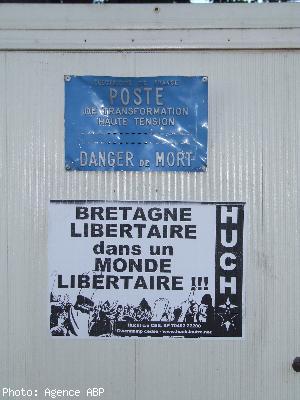 POSTE
DE TRANSFORMATION
HAUTE TENSION
DANGER DE MORT
BRETAGNE
LIBERTAIRE
dans un
MONDE
LIBERTAIRE !!!
HUCH
Photo: Agence ABP